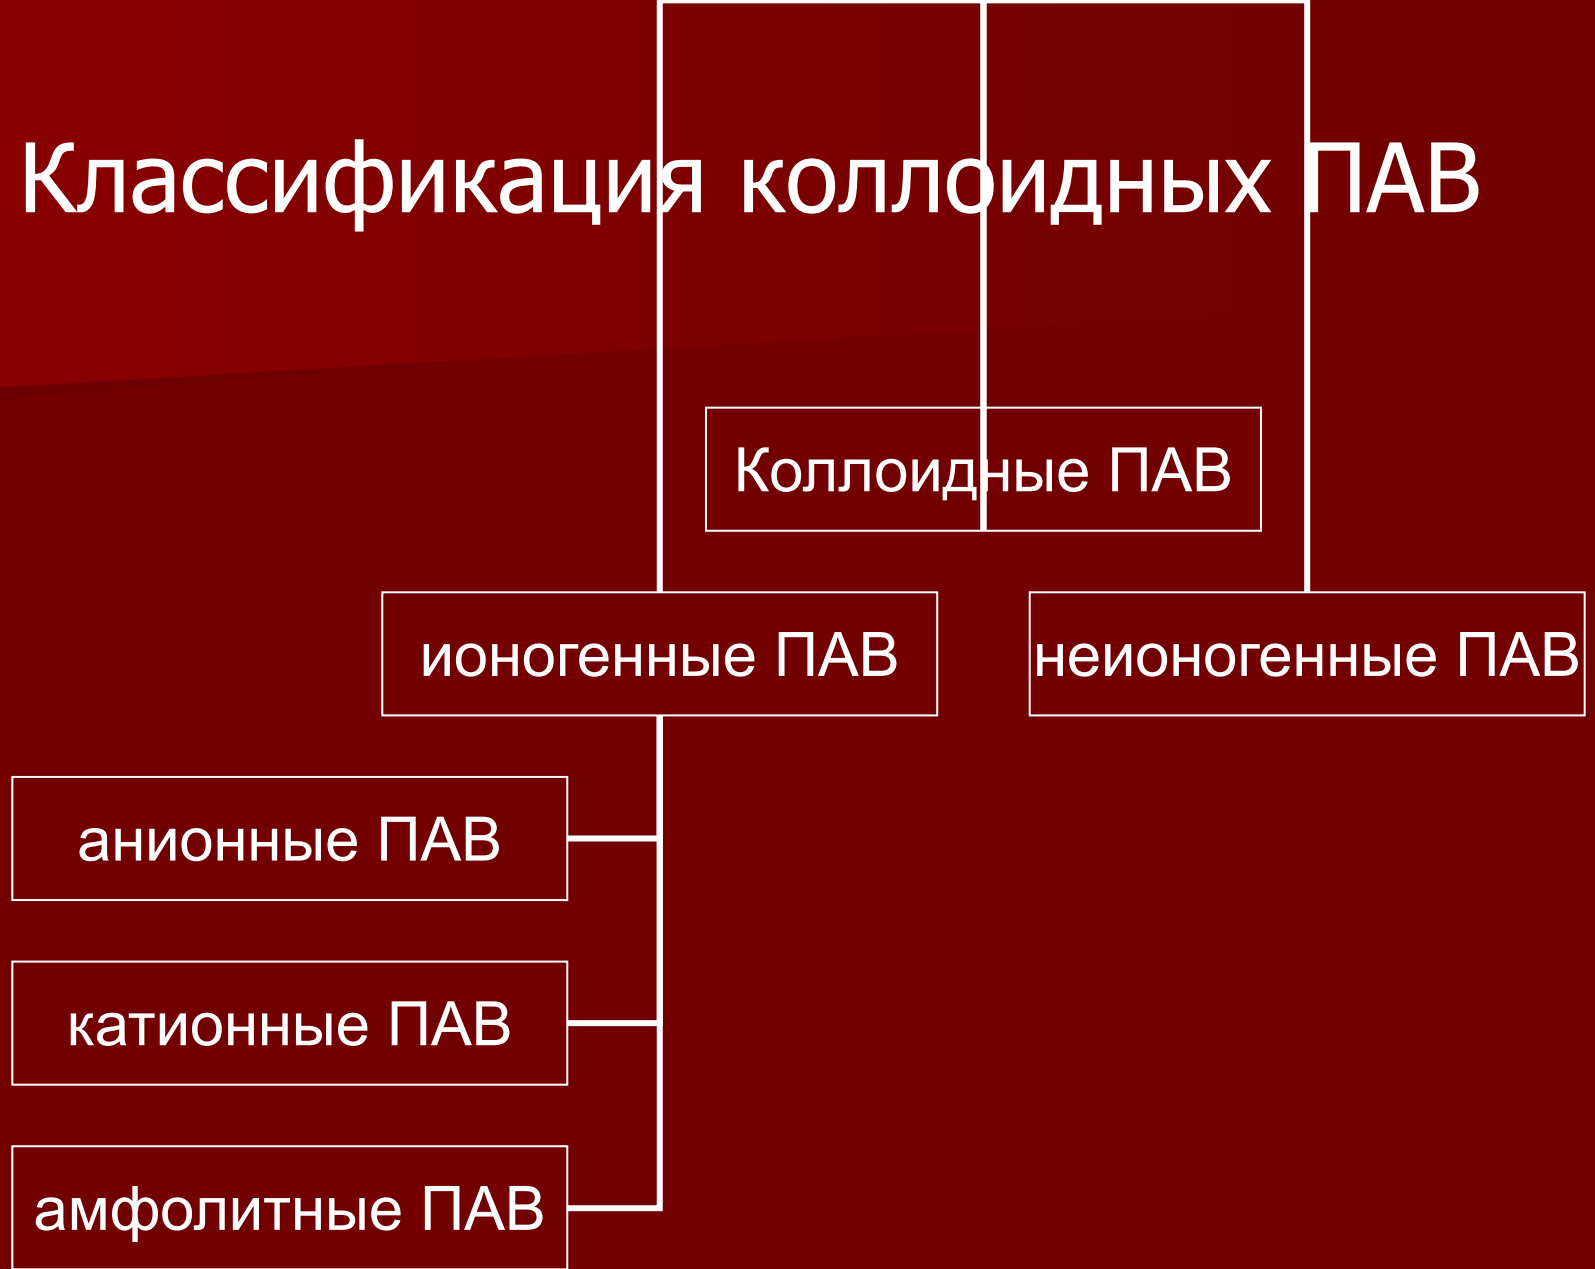 Классификация коллоидных ПАВ
Коллоидные ПАВ
ионогенные ПАВ
неионогенные ПАВ
анионные ПАВ
катионные ПАВ
амфолитные ПАВ